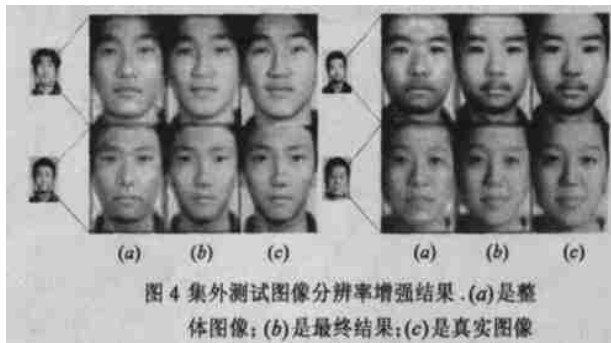 (a) (b) (c) (a) (b) (c)
图 4 集外测试图像分辨率增强结果.(a)是整
体图像;(b)是最终结果;(c)是真实图像